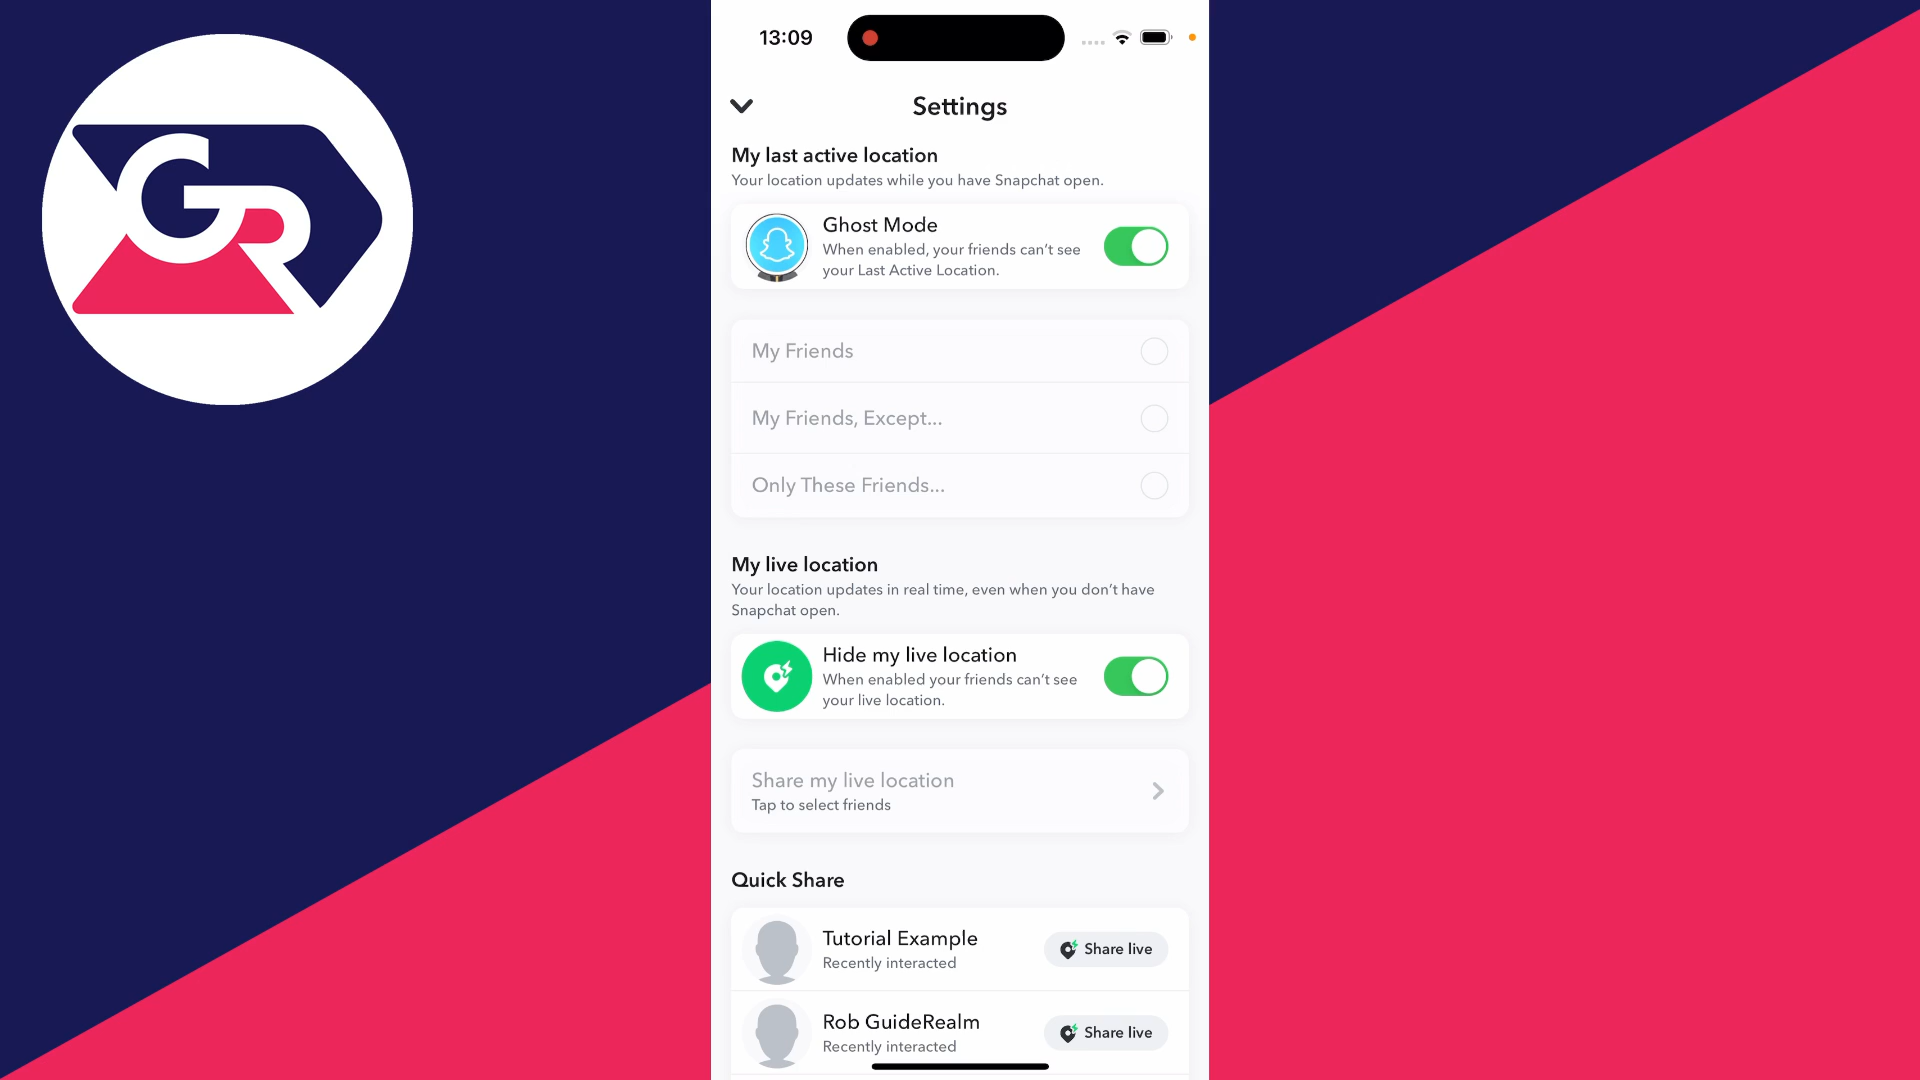 GR
13:09
Settings
My last active location
Your location updates while you have Snapchat open.
Ghost Mode
When enabled, your friends can’t see
your Last Active Location.
My Friends
My Friends, Except...
Only These Friends...
My live location
Your location updates in real time, even when you don’t have
Snapchat open.
Hide my live location
When enabled your friends can’t see
your live location.
Share my live location
Tap to select friends
Quick Share
Tutorial Example
Recently interacted
Share live
Rob GuideRealm
Recently interacted
Share live